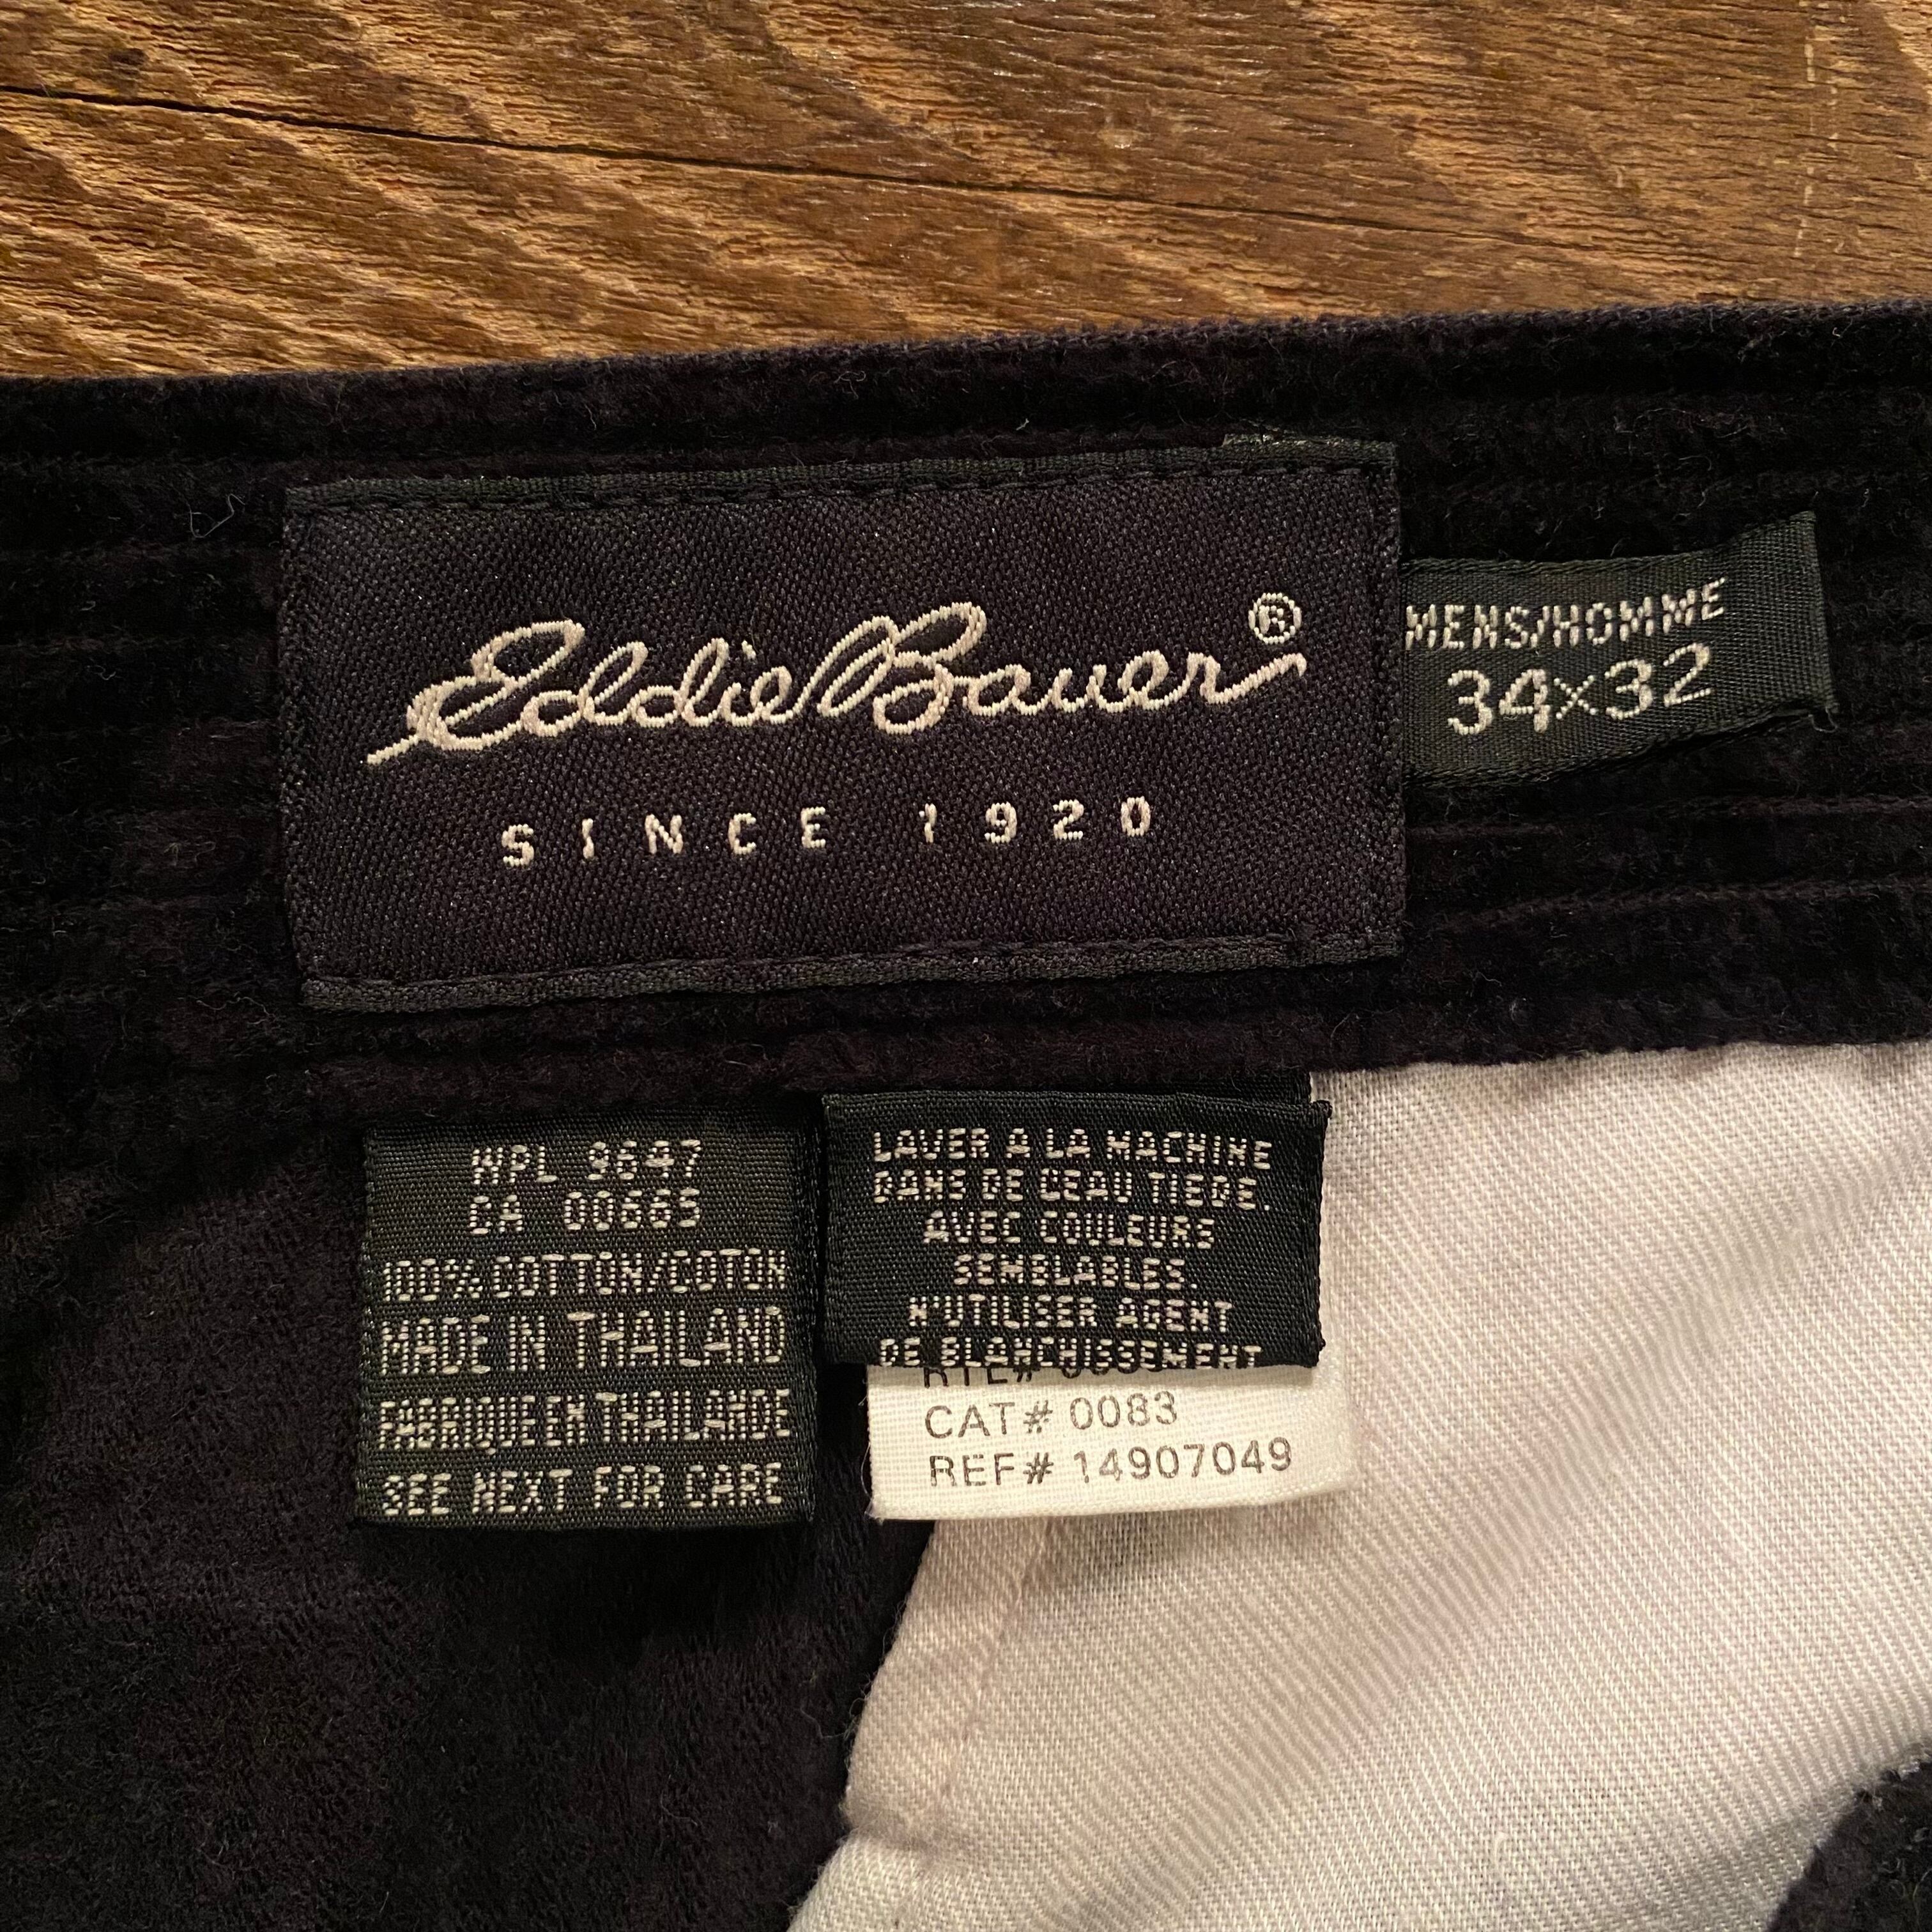 Eddie Bauer®
SINCE 1920
MENS/HOMME
34x32
WPL 9647
CA 00665
100% COTTON/COTON
MADE IN THAILAND
FABRIQUE EN THAILANDE
SEE NEXT FOR CARE
LAVER A LA MACHINE
DANS DE CEAU TIEDE.
AVEC COULEURS
SEMBLABLES.
N'UTILISER AGENT
DE BLANCHISSEMENT
RTL#
CAT# 0083
REF# 14907049